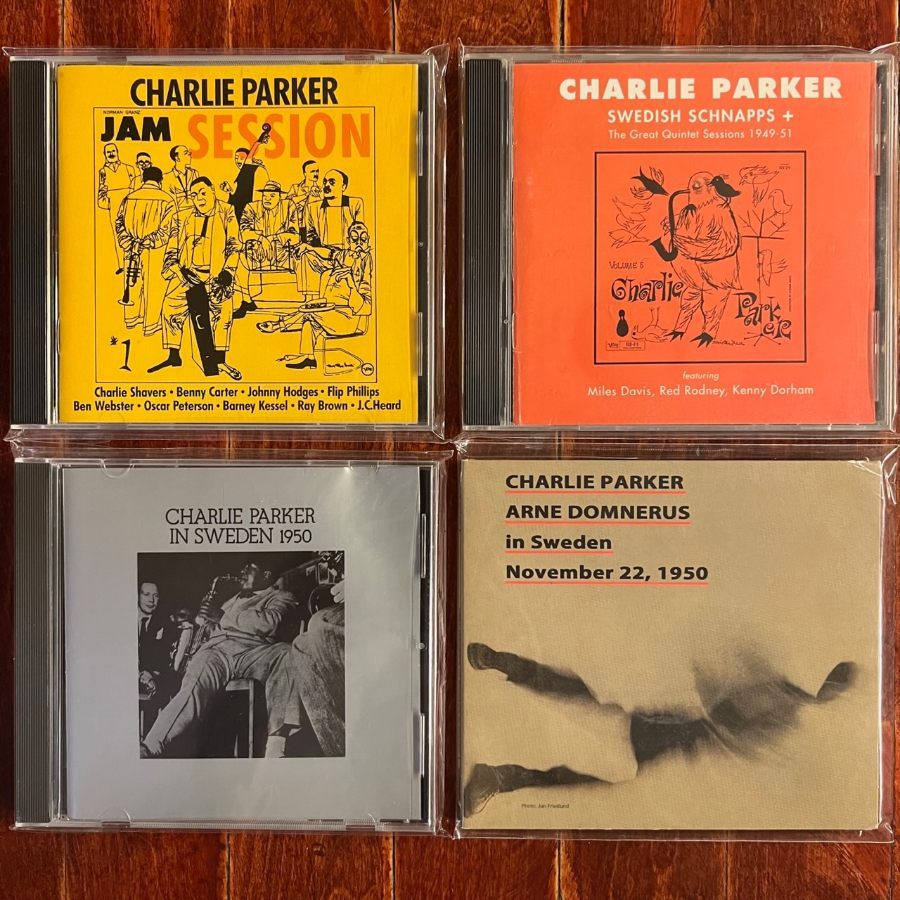 CHARLIE PARKER
NORMAN GRANZ
JAM SESSION
#1
Charlie Shavers • Benny Carter • Johnny Hodges • Flip Phillips
Ben Webster • Oscar Peterson • Barney Kessel • Ray Brown • J.C.Heard
CHARLIE PARKER
SWEDISH SCHNAPPS +
The Great Quintet Sessions 1949-51
VOLUME 5
Charlie
Parker
featuring
Miles Davis, Red Rodney, Kenny Dorham
CHARLIE PARKER
IN SWEDEN 1950
CHARLIE PARKER
ARNE DOMNERUS
in Sweden
November 22, 1950